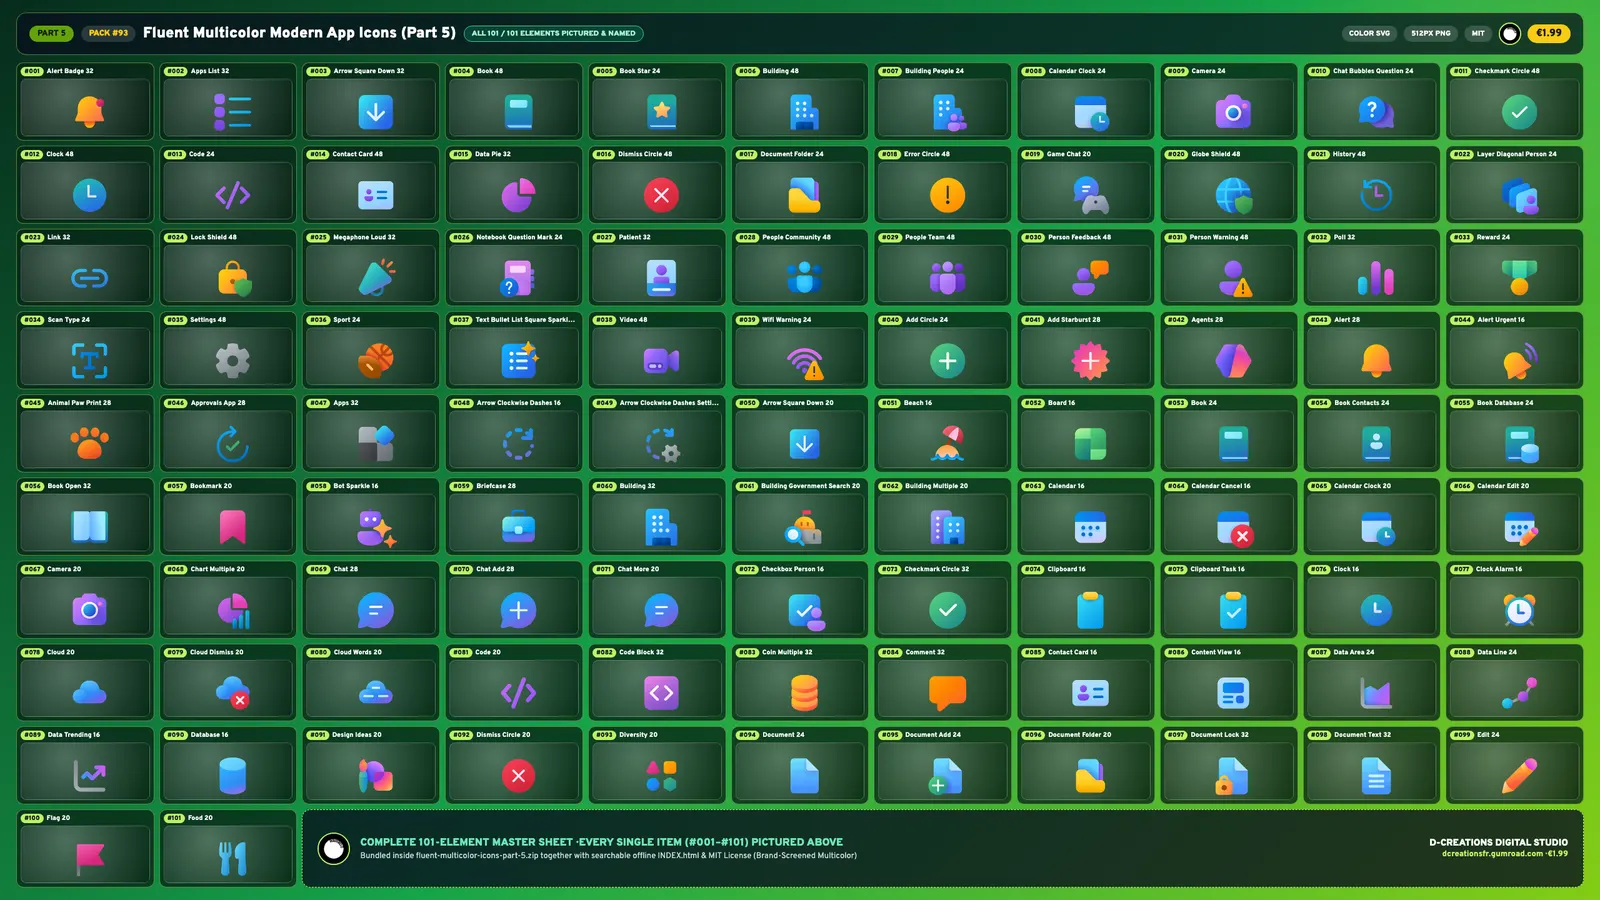 PART 5 PACK #93 Fluent Multicolor Modern App Icons (Part 5) ALL 101 / 101 ELEMENTS PICTURED & NAMED COLOR SVG 512PX PNG MIT €1.99
#001 Alert Badge 32
#002 Apps List 32
#003 Arrow Square Down 32
#004 Book 48
#005 Book Star 24
#006 Building 48
#007 Building People 24
#008 Calendar Clock 24
#009 Camera 24
#010 Chat Bubbles Question 24
#011 Checkmark Circle 48
#012 Clock 48
#013 Code 24
#014 Contact Card 48
#015 Data Pie 32
#016 Dismiss Circle 48
#017 Document Folder 24
#018 Error Circle 48
#019 Game Chat 20
#020 Globe Shield 48
#021 History 48
#022 Layer Diagonal Person 24
#023 Link 32
#024 Lock Shield 48
#025 Megaphone Loud 32
#026 Notebook Question Mark 24
#027 Patient 32
#028 People Community 48
#029 People Team 48
#030 Person Feedback 48
#031 Person Warning 48
#032 Poll 32
#033 Reward 24
#034 Scan Type 24
#035 Settings 48
#036 Sport 24
#037 Text Bullet List Square Sparkl...
#038 Video 48
#039 Wifi Warning 24
#040 Add Circle 24
#041 Add Starburst 28
#042 Agents 28
#043 Alert 28
#044 Alert Urgent 16
#045 Animal Paw Print 28
#046 Approvals App 28
#047 Apps 32
#048 Arrow Clockwise Dashes 16
#049 Arrow Clockwise Dashes Setti...
#050 Arrow Square Down 20
#051 Beach 16
#052 Board 16
#053 Book 24
#054 Book Contacts 24
#055 Book Database 24
#056 Book Open 32
#057 Bookmark 20
#058 Bot Sparkle 16
#059 Briefcase 28
#060 Building 32
#061 Building Government Search 20
#062 Building Multiple 20
#063 Calendar 16
#064 Calendar Cancel 16
#065 Calendar Clock 20
#066 Calendar Edit 20
#067 Camera 20
#068 Chart Multiple 20
#069 Chat 28
#070 Chat Add 28
#071 Chat More 20
#072 Checkbox Person 16
#073 Checkmark Circle 32
#074 Clipboard 16
#075 Clipboard Task 16
#076 Clock 16
#077 Clock Alarm 16
#078 Cloud 20
#079 Cloud Dismiss 20
#080 Cloud Words 20
#081 Code 20
#082 Code Block 32
#083 Coin Multiple 32
#084 Comment 32
#085 Contact Card 16
#086 Content View 16
#087 Data Area 24
#088 Data Line 24
#089 Data Trending 16
#090 Database 16
#091 Design Ideas 20
#092 Dismiss Circle 20
#093 Diversity 20
#094 Document 24
#095 Document Add 24
#096 Document Folder 20
#097 Document Lock 32
#098 Document Text 32
#099 Edit 24
#100 Flag 20
#101 Food 20
COMPLETE 101-ELEMENT MASTER SHEET · EVERY SINGLE ITEM (#001-#101) PICTURED ABOVE
Bundled inside fluent-multicolor-icons-part-5.zip together with searchable offline INDEX.html & MIT License (Brand-Screened Multicolor)
D-CREATIONS DIGITAL STUDIO
dcreationsfr.gumroad.com · €1.99